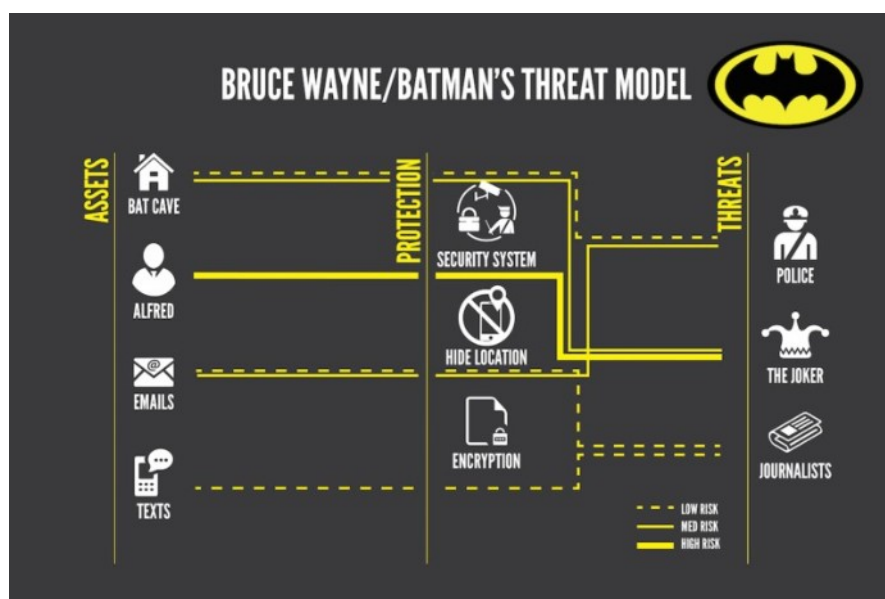 BRUCE WAYNE/BATMAN'S THREAT MODEL
ASSETS
BAT CAVE
ALFRED
EMAILS
TEXTS
PROTECTION
SECURITY SYSTEM
HIDE LOCATION
ENCRYPTION
THREATS
POLICE
THE JOKER
JOURNALISTS
LOW RISK
MED RISK
HIGH RISK